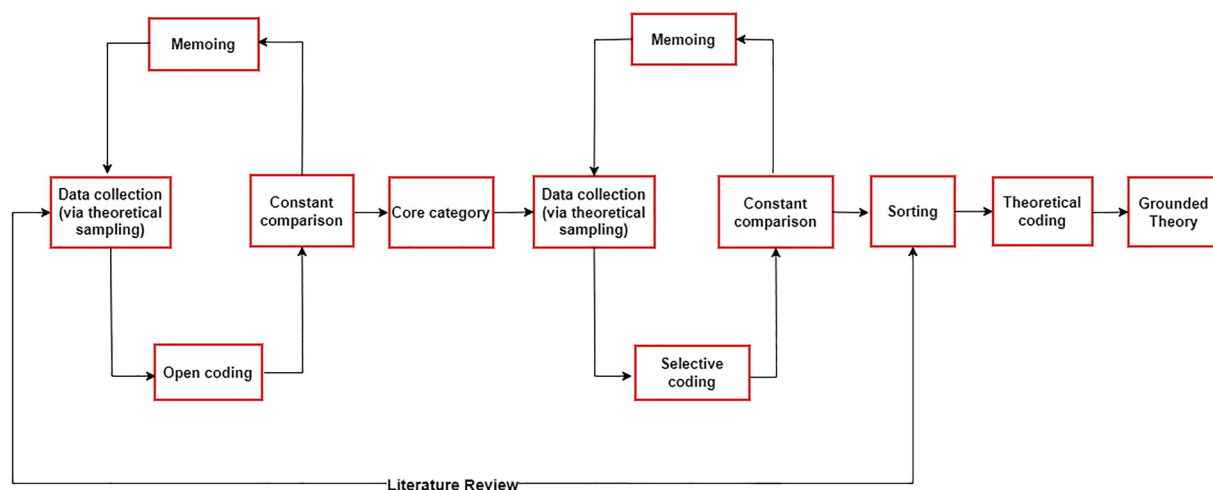 Memoing
Memoing
Data collection
(via theoretical
sampling)
Constant
comparison
Core category
Data collection
(via theoretical
sampling)
Constant
comparison
Sorting
Theoretical
coding
Grounded
Theory
Open coding
Selective
coding
Literature Review